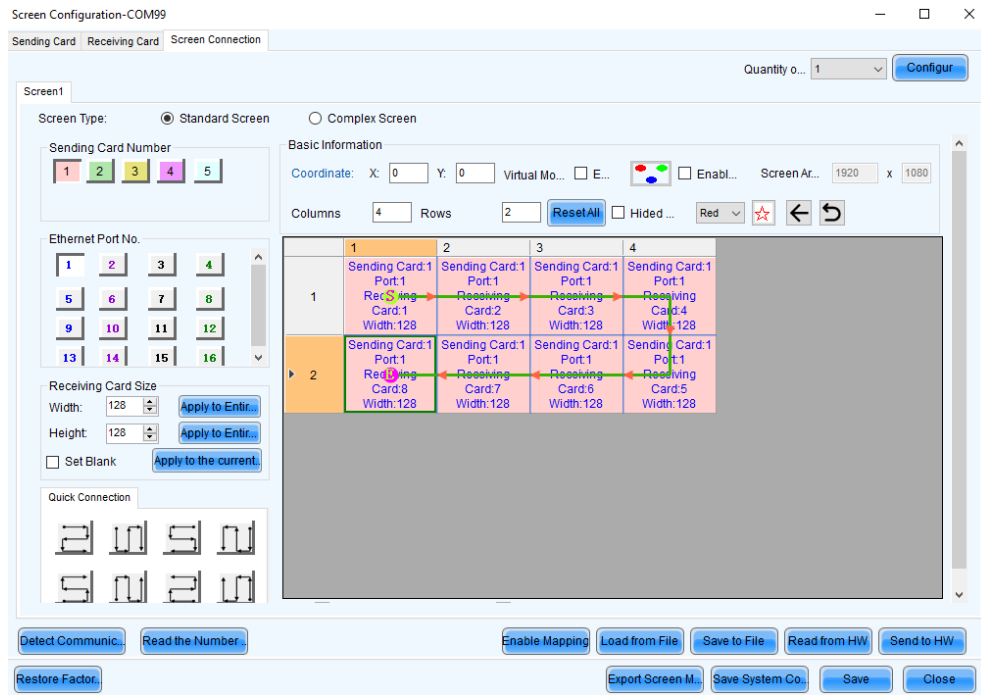 Screen Configuration-COM99
Sending Card Receiving Card Screen Connection
Quantity o... 1 Configur
Screen1
Screen Type: Standard Screen Complex Screen
Sending Card Number
1 2 3 4 5
Basic Information
Coordinate: X: 0 Y: 0 Virtual Mo... E... Enabl... Screen Ar... 1920 x 1080
Columns 4 Rows 2 Reset All Hided ... Red
Ethernet Port No.
1 2 3 4
5 6 7 8
9 10 11 12
13 14 15 16
1 2 3 4
1
Sending Card:1 Sending Card:1 Sending Card:1 Sending Card:1
Port:1 Port:1 Port:1 Port:1
S Receiving Receiving Receiving
Card:1 Card:2 Card:3 Card:4
Width:128 Width:128 Width:128 Width:128
2
Sending Card:1 Sending Card:1 Sending Card:1 Sending Card:1
Port:1 Port:1 Port:1 Port:1
Receiving Receiving Receiving
Card:8 Card:7 Card:6 Card:5
Width:128 Width:128 Width:128 Width:128
Receiving Card Size
Width: 128 Apply to Entir...
Height: 128 Apply to Entir...
Set Blank Apply to the current.
Quick Connection
Detect Communic... Read the Number... Enable Mapping Load from File Save to File Read from HW Send to HW
Restore Factor... Export Screen M... Save System Co... Save Close